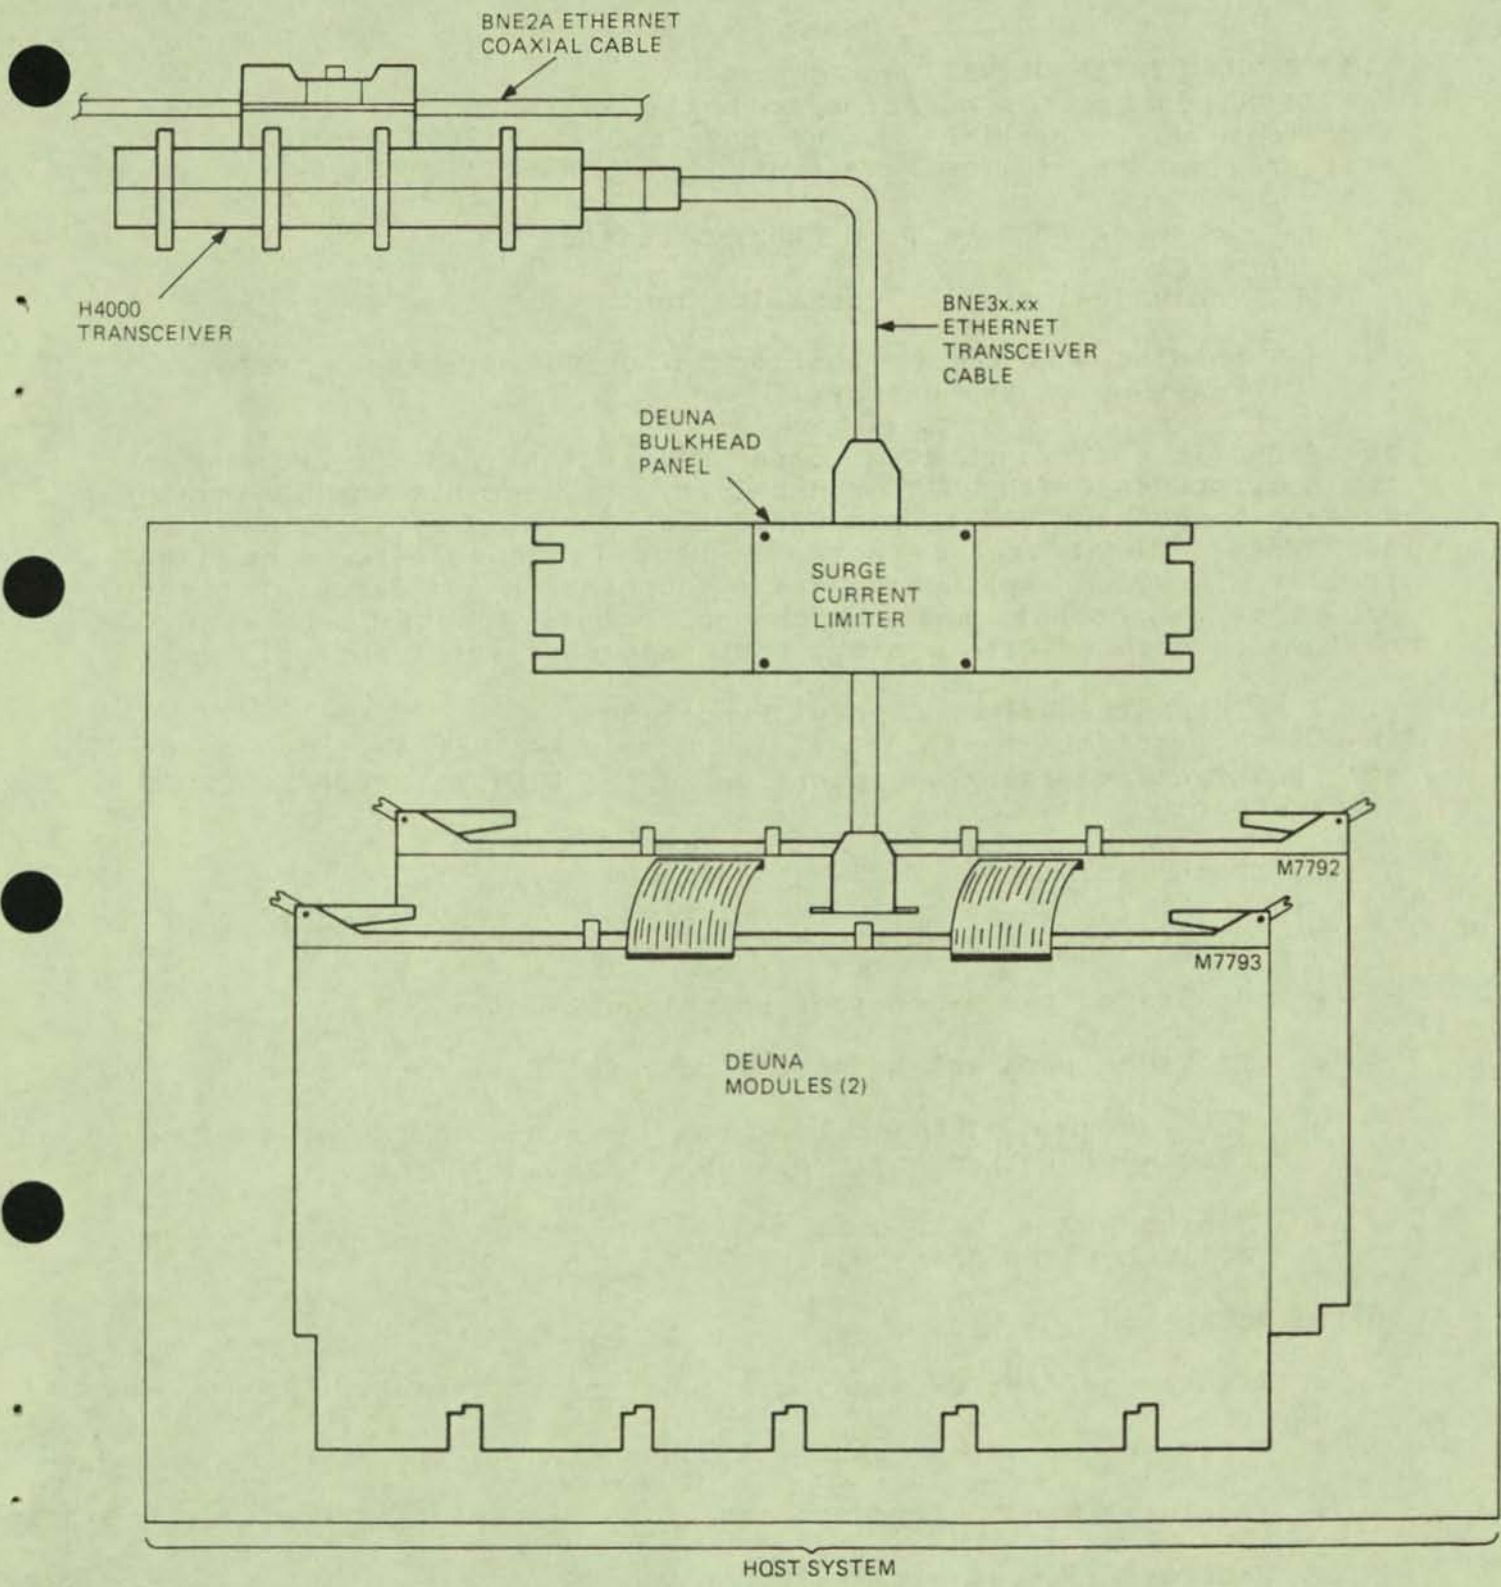 BNE2A ETHERNET
COAXIAL CABLE
H4000
TRANSCEIVER
BNE3x.xx
ETHERNET
TRANSCEIVER
CABLE
DEUNA
BULKHEAD
PANEL
SURGE
CURRENT
LIMITER
M7792
M7793
DEUNA
MODULES (2)
HOST SYSTEM